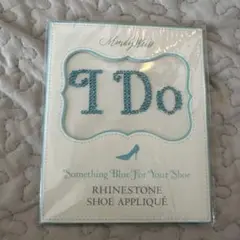 I Do
Something Blue For Your Shoe
RHINESTONE
SHOE APPLIQUÉ